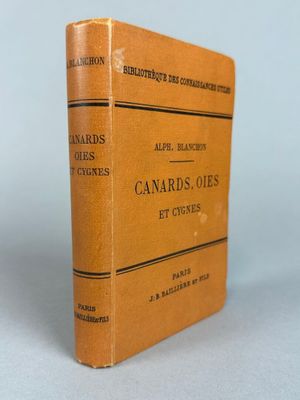 A. BLANCHON
CANARDS
OIES
ET CYGNES
PARIS
BAILLIÈRE ET FILS
BIBLIOTHÈQUE DES CONNAISSANCES UTILES
ALPH. BLANCHON
CANARDS, OIES
ET CYGNES
PARIS
J.-B. BAILLIÈRE ET FILS